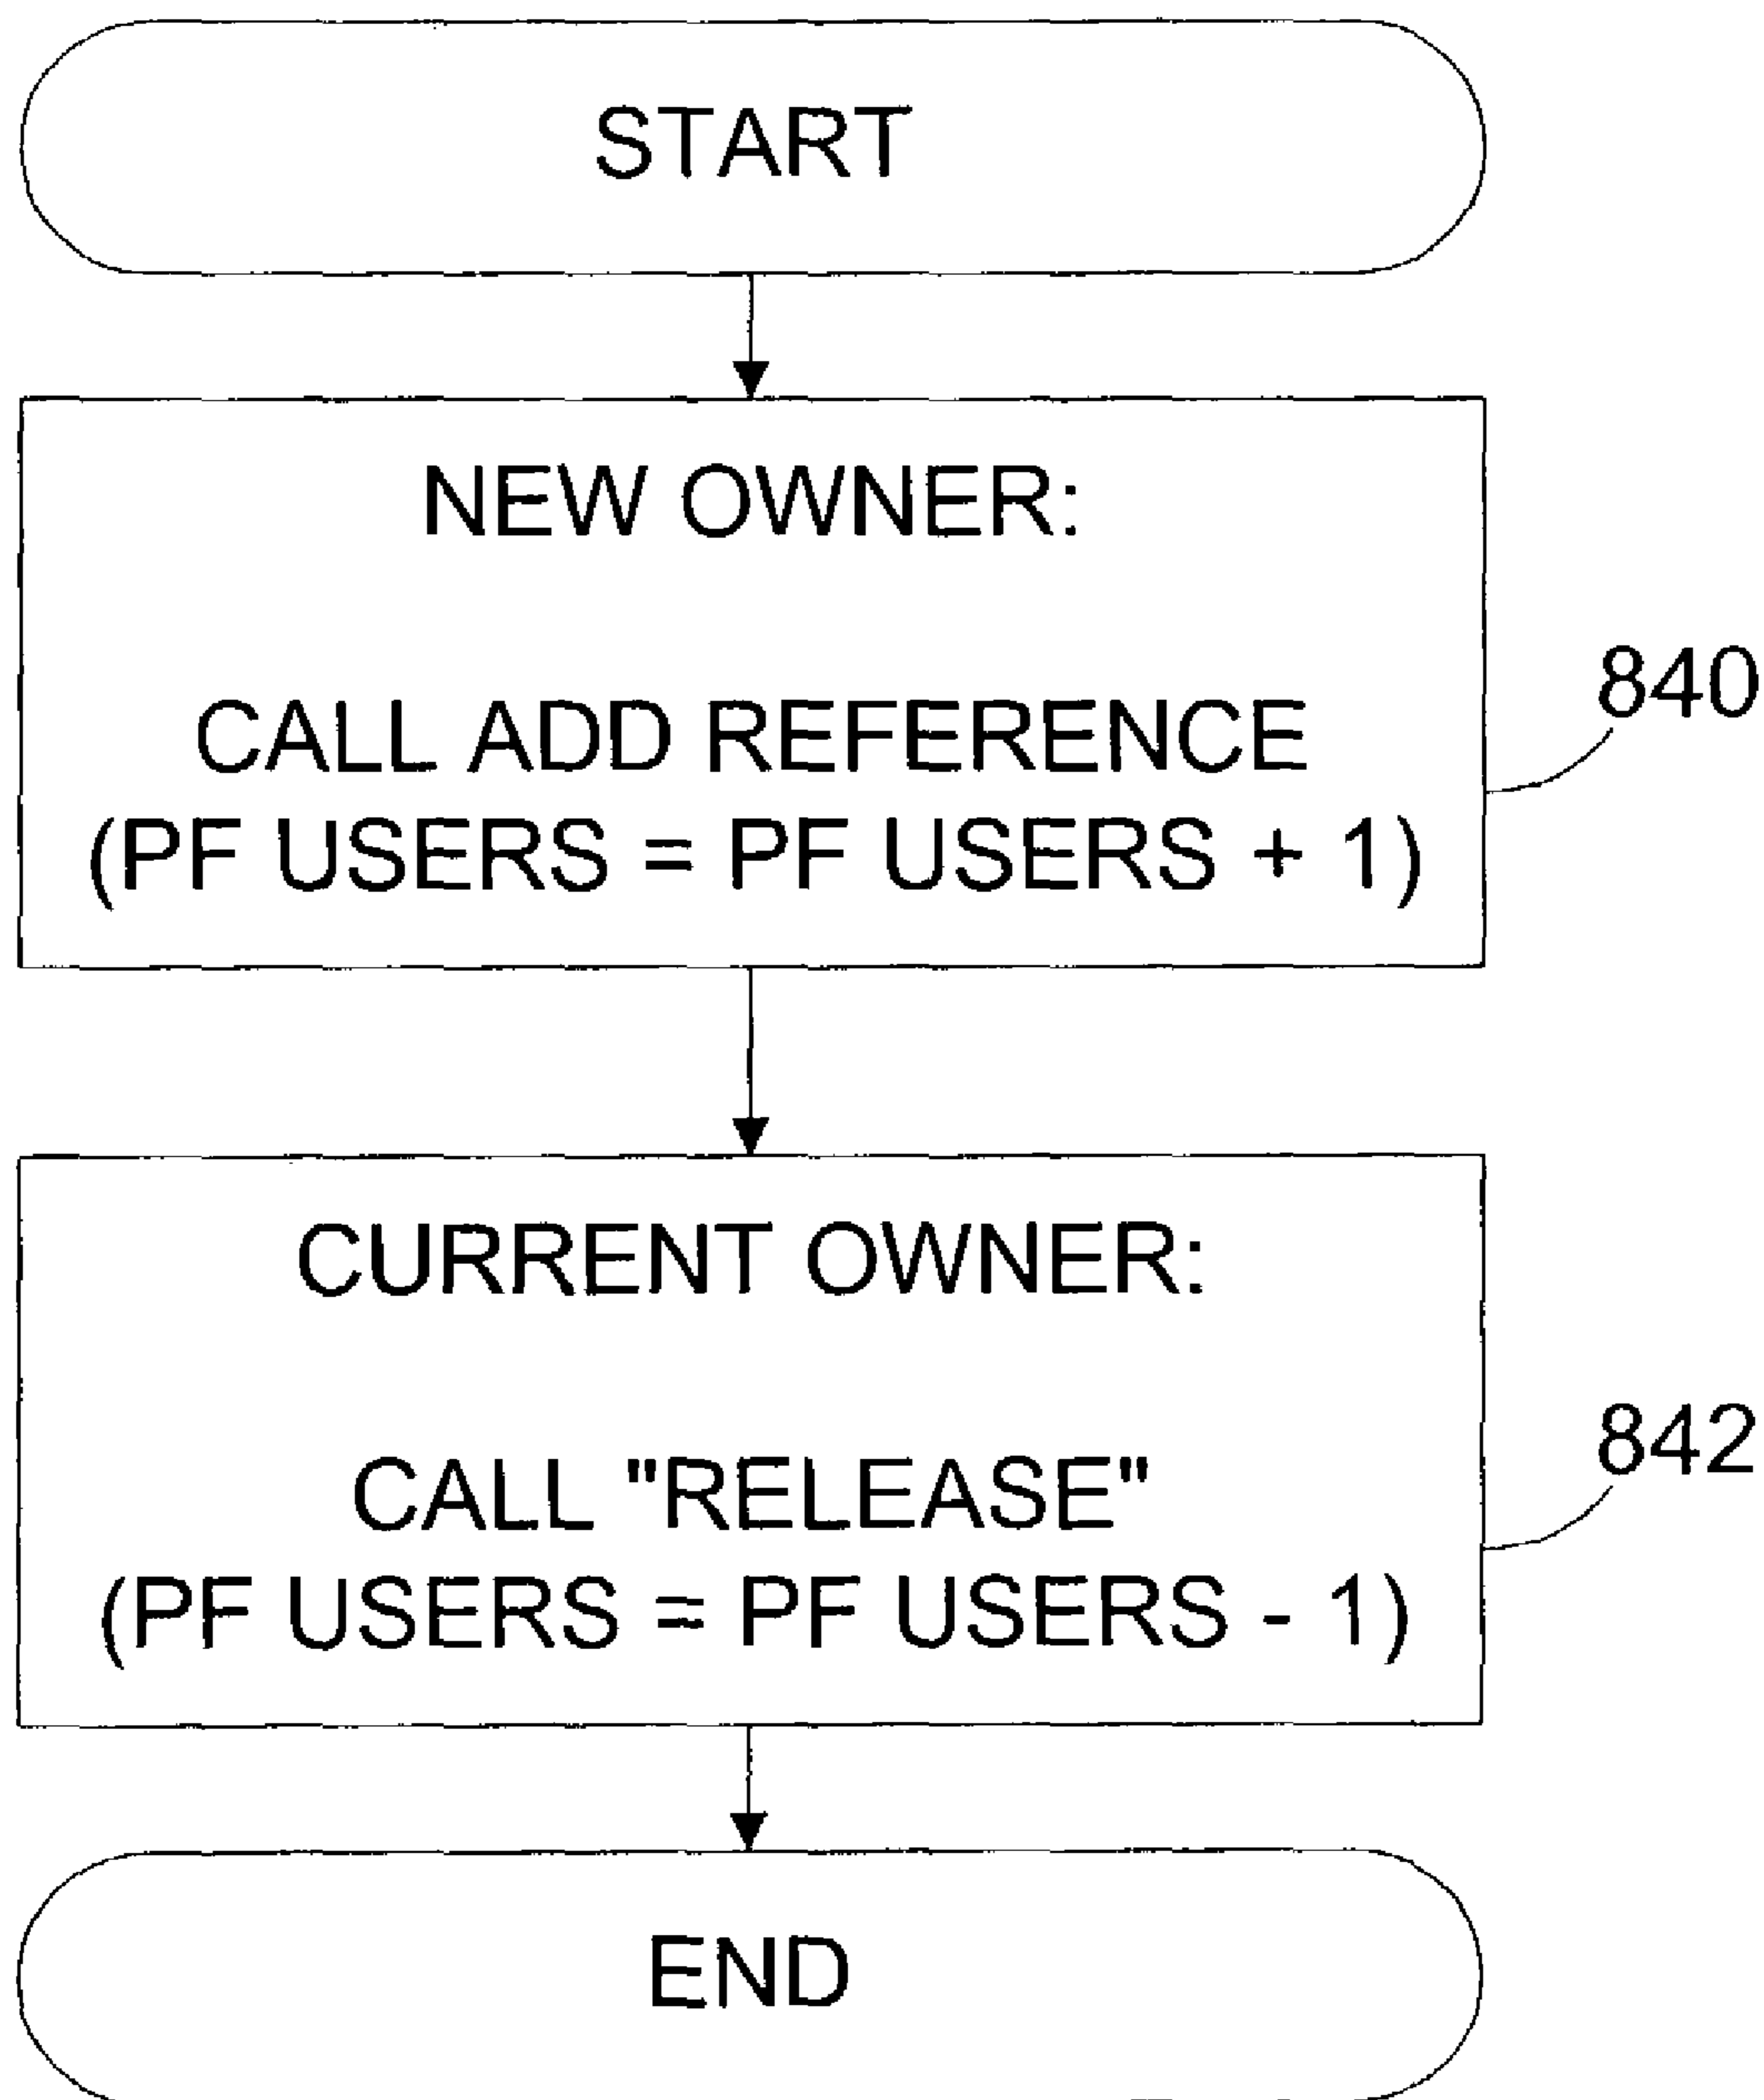 START
NEW OWNER:
CALL ADD REFERENCE
(PF USERS = PF USERS + 1)
840
CURRENT OWNER:
CALL "RELEASE"
(PF USERS = PF USERS - 1)
842
END